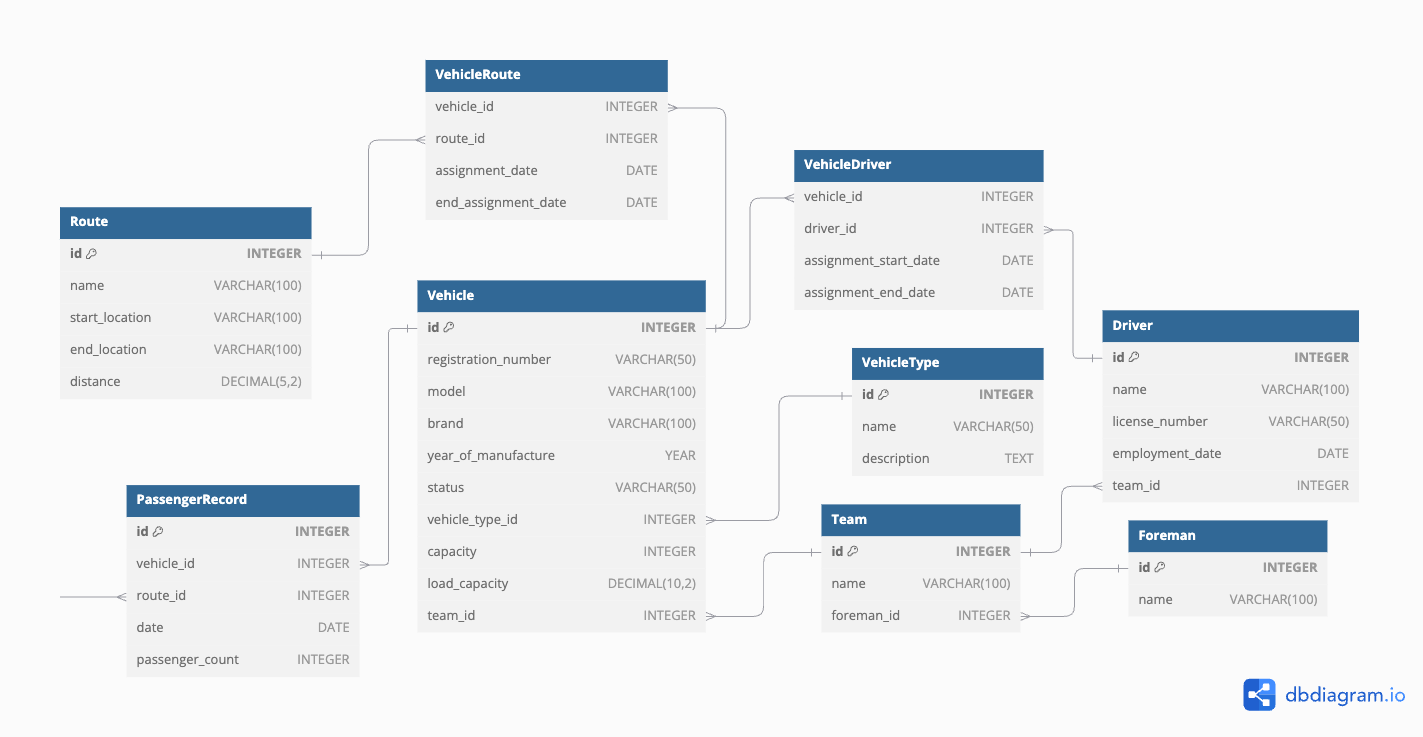 VehicleRoute
vehicle_id INTEGER
route_id INTEGER
assignment_date DATE
end_assignment_date DATE
VehicleDriver
vehicle_id INTEGER
driver_id INTEGER
assignment_start_date DATE
assignment_end_date DATE
Route
id INTEGER
name VARCHAR(100)
start_location VARCHAR(100)
end_location VARCHAR(100)
distance DECIMAL(5,2)
Vehicle
id INTEGER
registration_number VARCHAR(50)
model VARCHAR(100)
brand VARCHAR(100)
year_of_manufacture YEAR
status VARCHAR(50)
vehicle_type_id INTEGER
capacity INTEGER
load_capacity DECIMAL(10,2)
team_id INTEGER
Driver
id INTEGER
name VARCHAR(100)
license_number VARCHAR(50)
employment_date DATE
team_id INTEGER
VehicleType
id INTEGER
name VARCHAR(50)
description TEXT
PassengerRecord
id INTEGER
vehicle_id INTEGER
route_id INTEGER
date DATE
passenger_count INTEGER
Team
id INTEGER
name VARCHAR(100)
foreman_id INTEGER
Foreman
id INTEGER
name VARCHAR(100)
dbdiagram.io